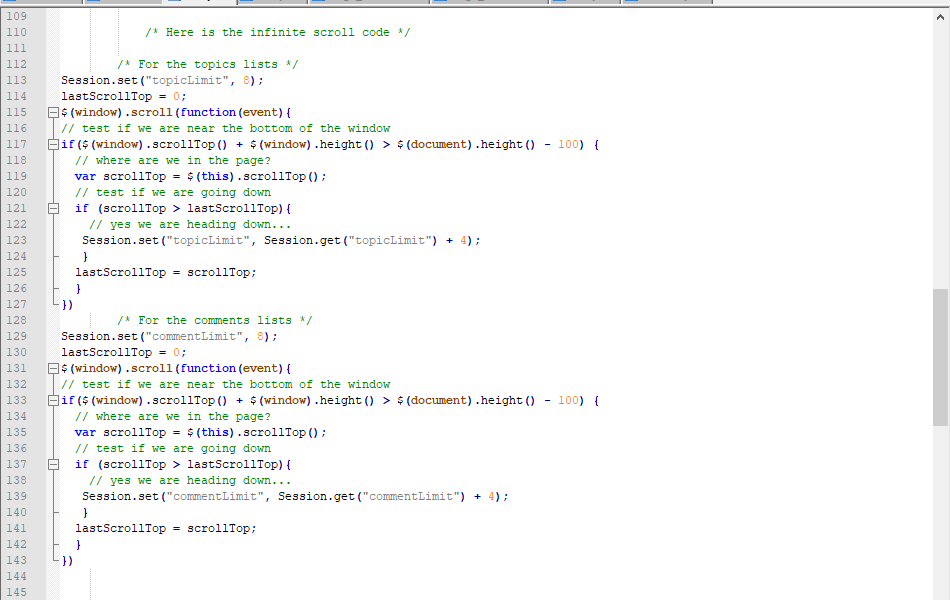 109
110 /* Here is the infinite scroll code */
111
112 /* For the topics lists */
113 Session.set("topicLimit", 8);
114 lastScrollTop = 0;
115 $(window).scroll(function(event){
116 // test if we are near the bottom of the window
117 if($(window).scrollTop() + $(window).height() > $(document).height() - 100) {
118 // where are we in the page?
119 var scrollTop = $(this).scrollTop();
120 // test if we are going down
121 if (scrollTop > lastScrollTop){
122 // yes we are heading down...
123 Session.set("topicLimit", Session.get("topicLimit") + 4);
124 }
125 lastScrollTop = scrollTop;
126 }
127 })
128 /* For the comments lists */
129 Session.set("commentLimit", 8);
130 lastScrollTop = 0;
131 $(window).scroll(function(event){
132 // test if we are near the bottom of the window
133 if($(window).scrollTop() + $(window).height() > $(document).height() - 100) {
134 // where are we in the page?
135 var scrollTop = $(this).scrollTop();
136 // test if we are going down
137 if (scrollTop > lastScrollTop){
138 // yes we are heading down...
139 Session.set("commentLimit", Session.get("commentLimit") + 4);
140 }
141 lastScrollTop = scrollTop;
142 }
143 })
144
145